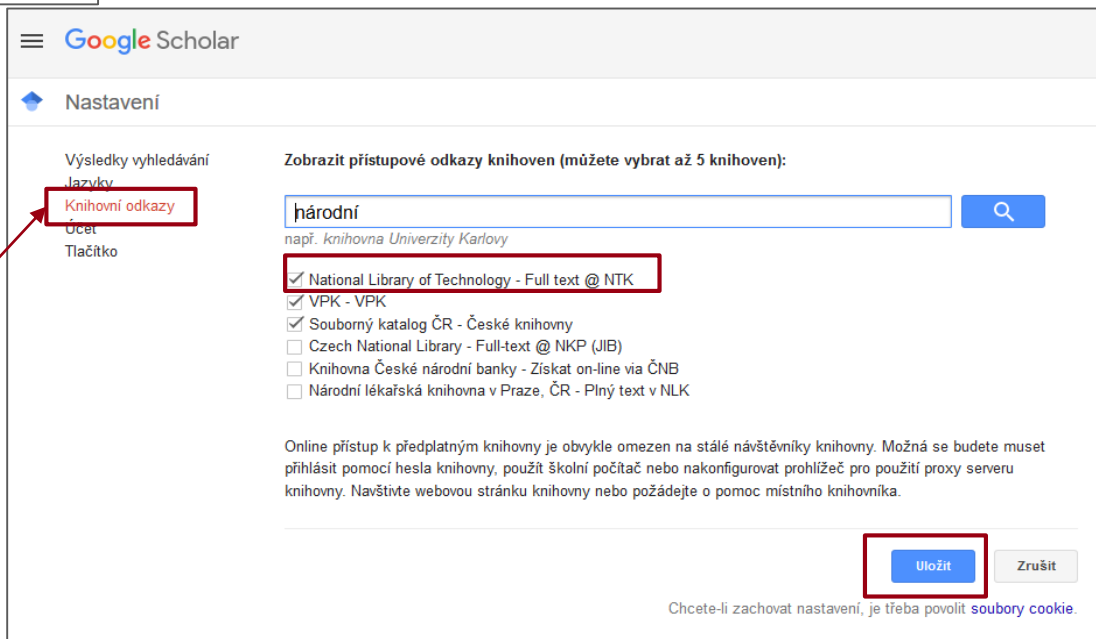 Google Scholar
Nastavení
Výsledky vyhledávání
Jazyky
Knihovní odkazy
Účet
Tlačítko
Zobrazit přístupové odkazy knihoven (můžete vybrat až 5 knihoven):
národní
např. knihovna Univerzity Karlovy
National Library of Technology - Full text @ NTK
VPK - VPK
Souborný katalog ČR - České knihovny
Czech National Library - Full-text @ NKP (JIB)
Knihovna České národní banky - Získat on-line via ČNB
Národní lékařská knihovna v Praze, ČR - Plný text v NLK
Online přístup k předplatným knihovny je obvykle omezen na stálé návštěvníky knihovny. Možná se budete muset
přihlásit pomocí hesla knihovny, použít školní počítač nebo nakonfigurovat prohlížeč pro použití proxy serveru
knihovny. Navštivte webovou stránku knihovny nebo požádejte o pomoc místního knihovníka.
Uložit Zrušit
Chcete-li zachovat nastavení, je třeba povolit soubory cookie.